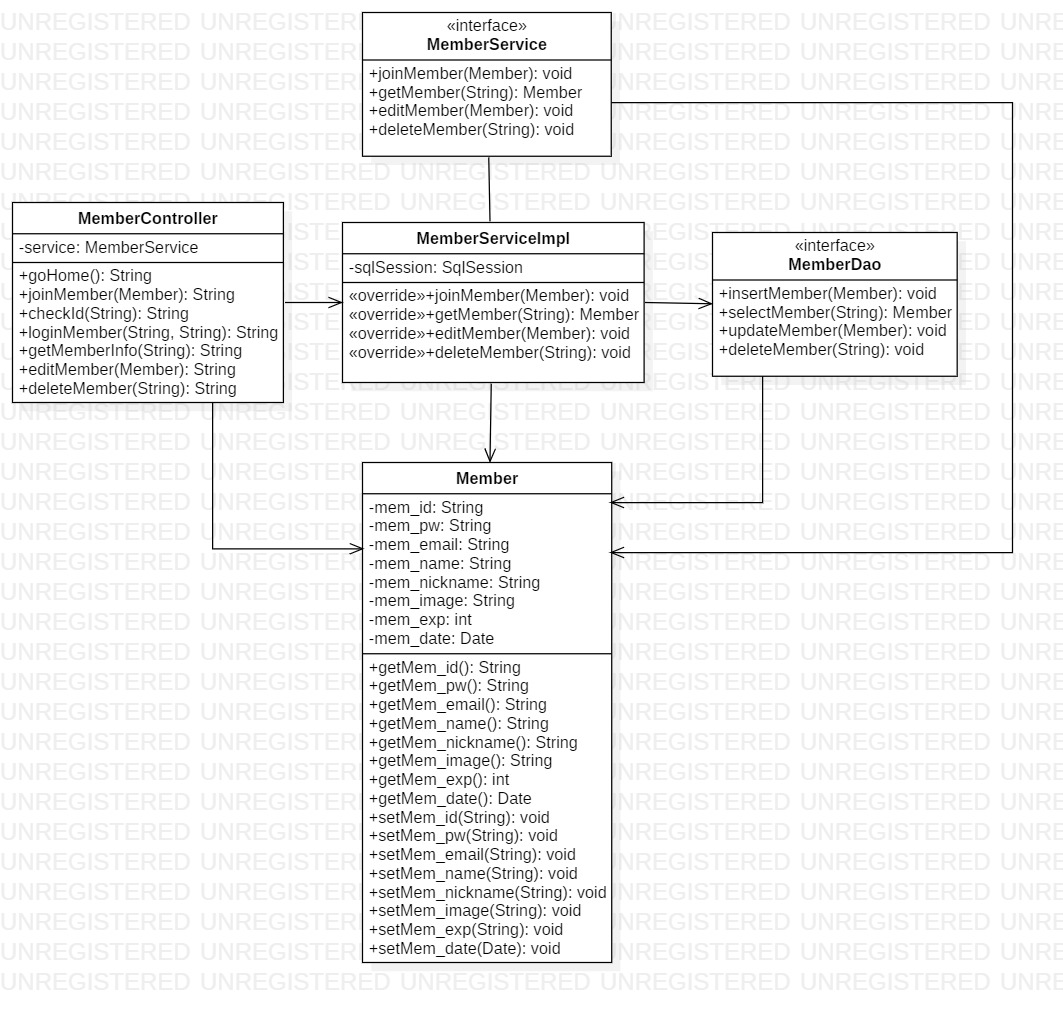 «interface»
MemberService
+joinMember(Member): void
+getMember(String): Member
+editMember(Member): void
+deleteMember(String): void
MemberController
-service: MemberService
+goHome(): String
+joinMember(Member): String
+checkId(String): String
+loginMember(String, String): String
+getMemberInfo(String): String
+editMember(Member): String
+deleteMember(String): String
MemberServiceImpl
-sqlSession: SqlSession
«override»+joinMember(Member): void
«override»+getMember(String): Member
«override»+editMember(Member): void
«override»+deleteMember(String): void
«interface»
MemberDao
+insertMember(Member): void
+selectMember(String): Member
+updateMember(Member): void
+deleteMember(String): void
Member
-mem_id: String
-mem_pw: String
-mem_email: String
-mem_name: String
-mem_nickname: String
-mem_image: String
-mem_exp: int
-mem_date: Date
+getMem_id(): String
+getMem_pw(): String
+getMem_email(): String
+getMem_name(): String
+getMem_nickname(): String
+getMem_image(): String
+getMem_exp(): int
+getMem_date(): Date
+setMem_id(String): void
+setMem_pw(String): void
+setMem_email(String): void
+setMem_name(String): void
+setMem_nickname(String): void
+setMem_image(String): void
+setMem_exp(String): void
+setMem_date(Date): void
UNREGISTERED UNREGISTERED UNREGISTERED UNREGISTERED UNREGISTERED